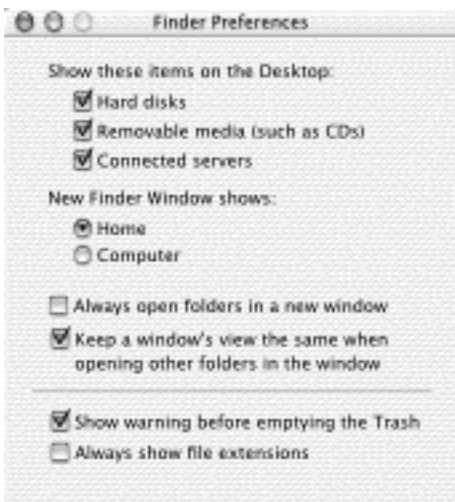 Finder Preferences
Show these items on the Desktop:
Hard disks
Removable media (such as CDs)
Connected servers
New Finder Window shows:
Home
Computer
Always open folders in a new window
Keep a window's view the same when
opening other folders in the window
Show warning before emptying the Trash
Always show file extensions